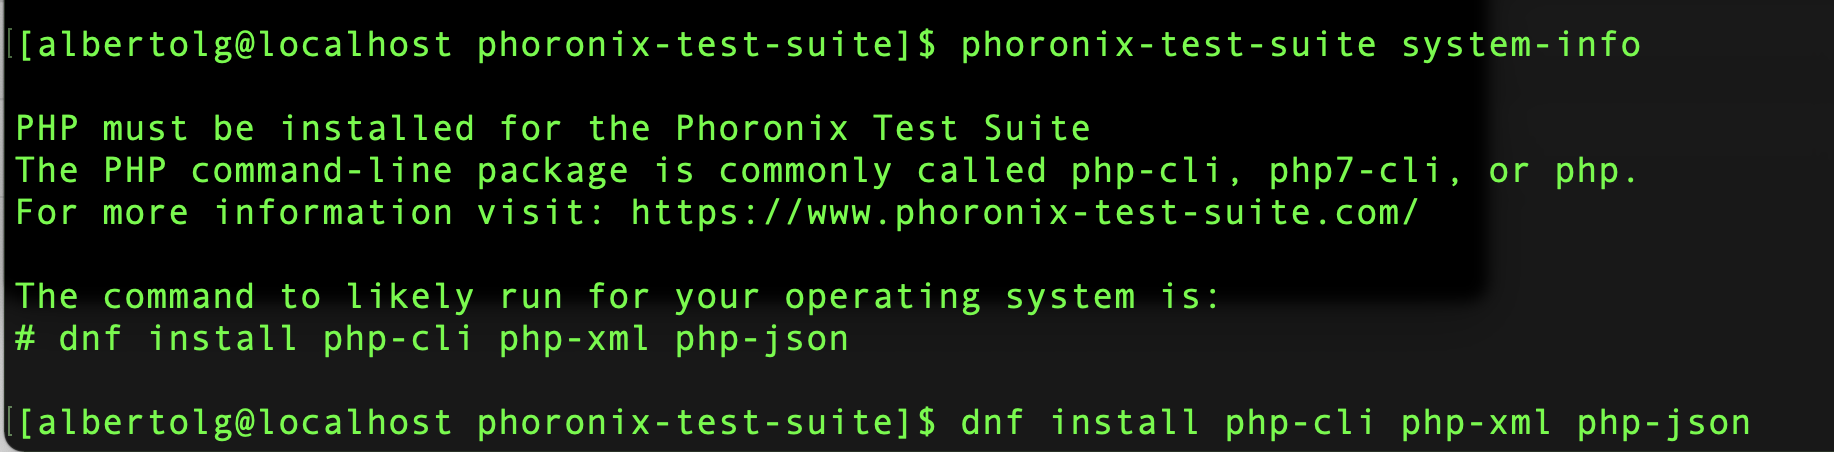 [[albertolg@localhost phoronix-test-suite]$ phoronix-test-suite system-info
PHP must be installed for the Phoronix Test Suite
The PHP command-line package is commonly called php-cli, php7-cli, or php.
For more information visit: https://www.phoronix-test-suite.com/
The command to likely run for your operating system is:
# dnf install php-cli php-xml php-json
[[albertolg@localhost phoronix-test-suite]$ dnf install php-cli php-xml php-json